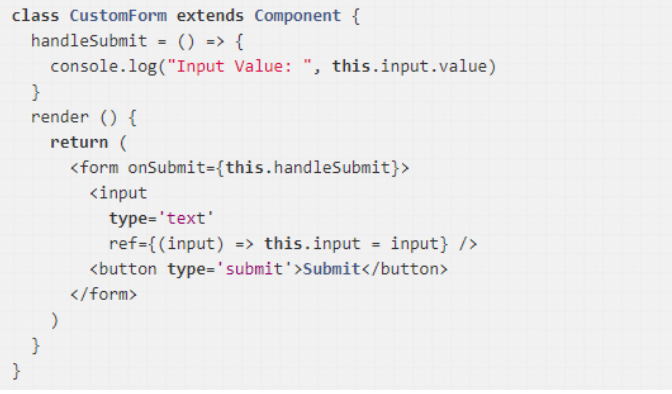 class CustomForm extends Component {
  handleSubmit = () => {
    console.log("Input Value: ", this.input.value)
  }
  render () {
    return (
      <form onSubmit={this.handleSubmit}>
        <input
          type='text'
          ref={(input) => this.input = input} />
        <button type='submit'>Submit</button>
      </form>
    )
  }
}